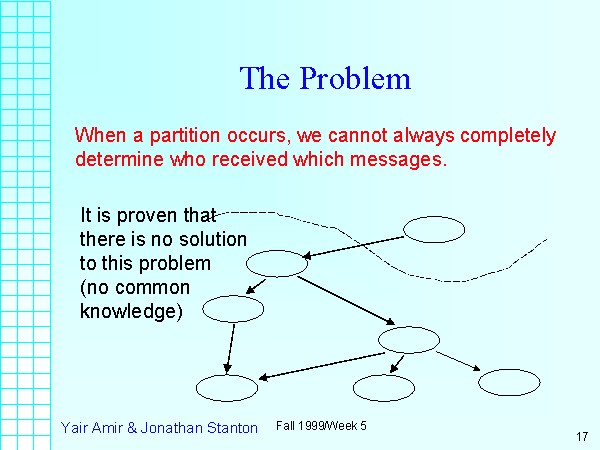 The Problem
When a partition occurs, we cannot always completely
determine who received which messages.
It is proven that
there is no solution
to this problem
(no common
knowledge)
Yair Amir & Jonathan Stanton
Fall 1999/Week 5
17